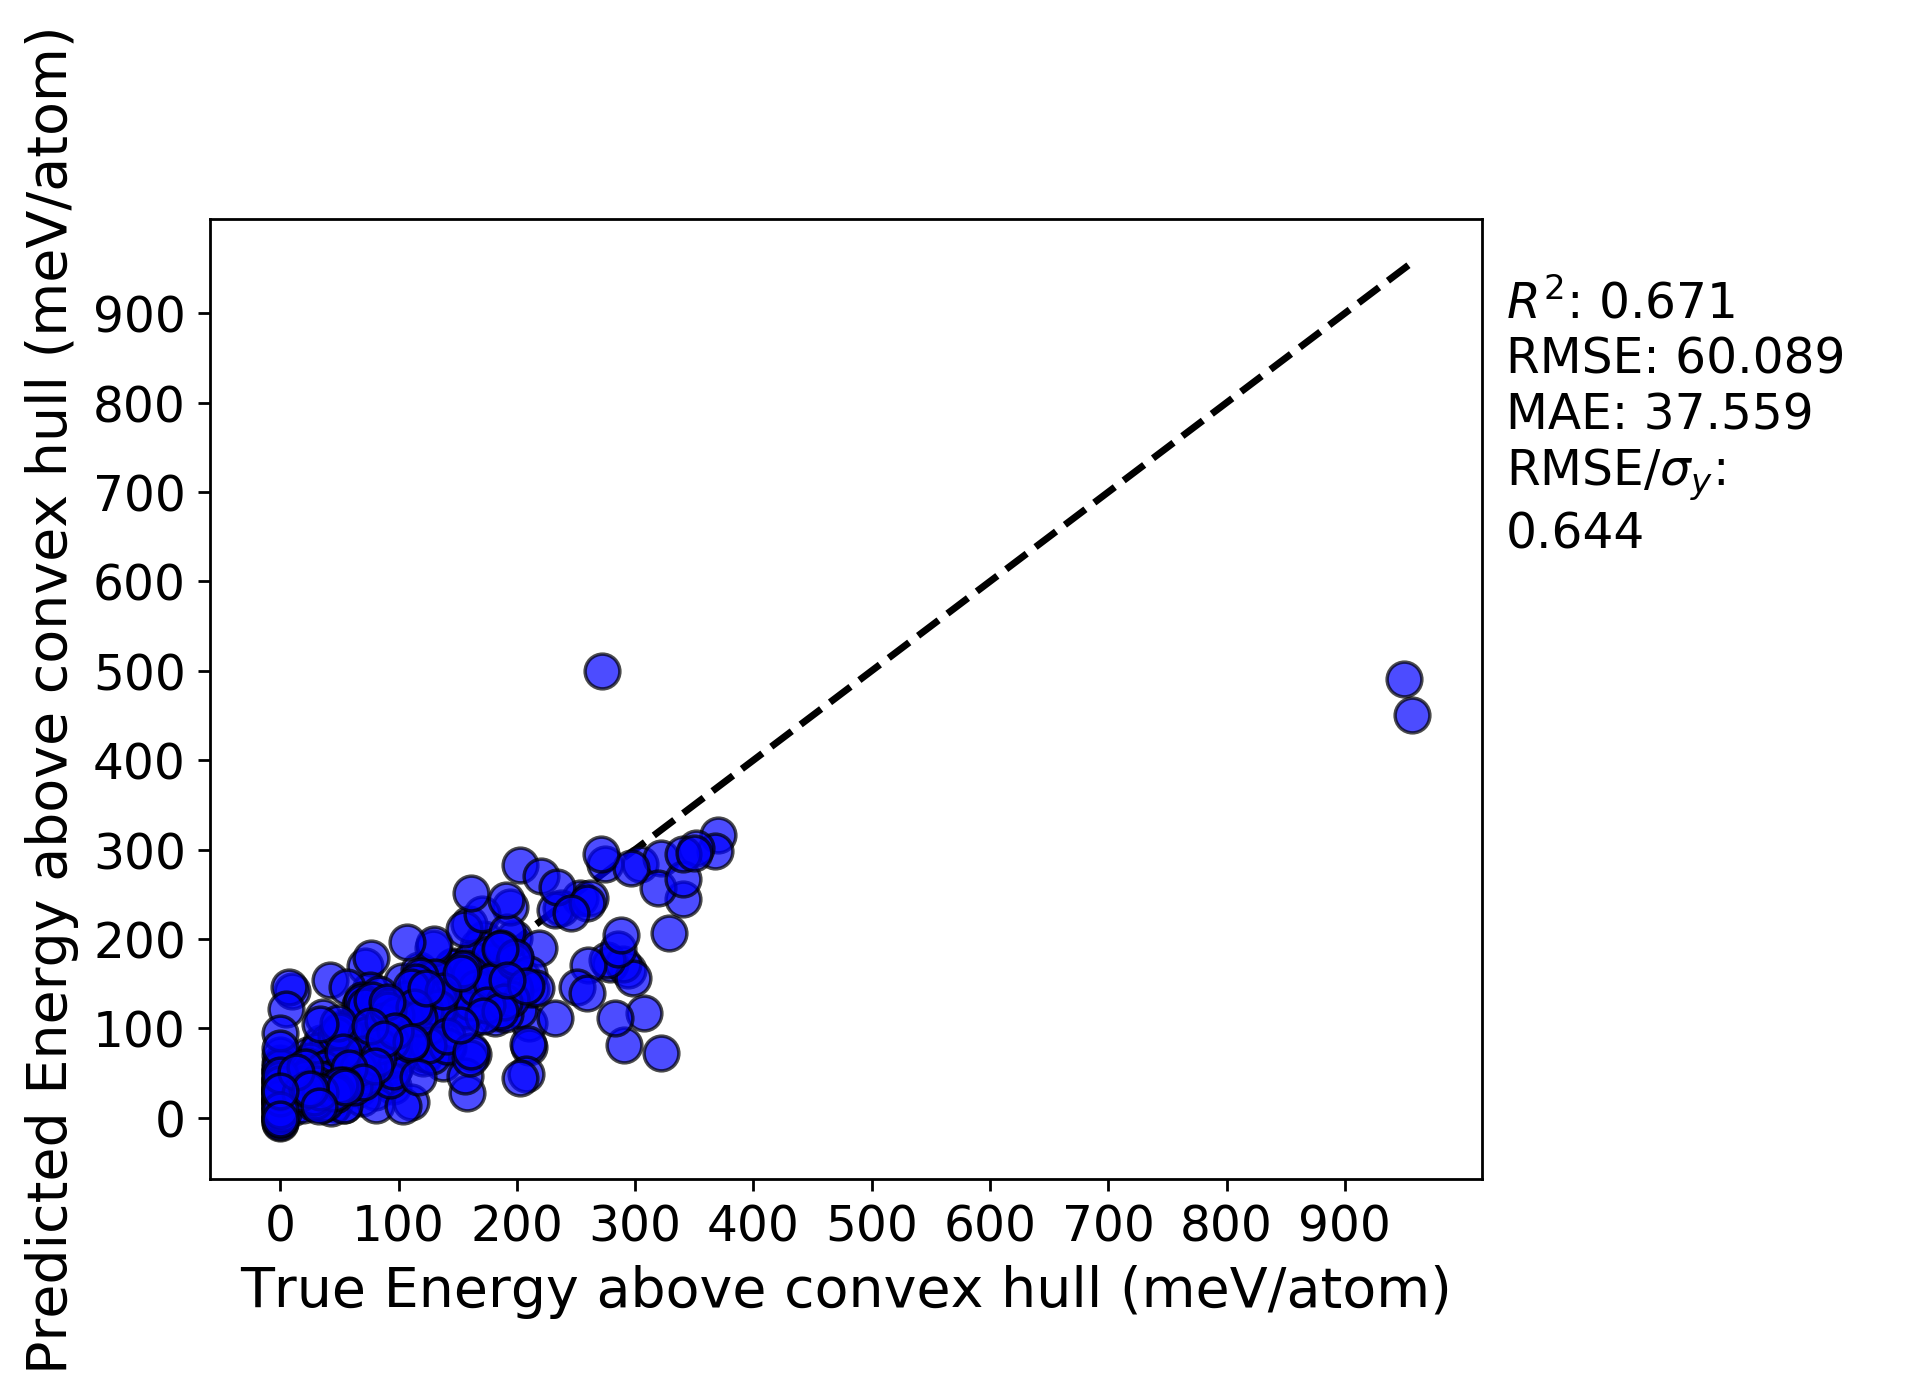 Predicted Energy above convex hull (meV/atom)
900
800
700
600
500
400
300
200
100
0
0 100 200 300 400 500 600 700 800 900
True Energy above convex hull (meV/atom)
R²: 0.671
RMSE: 60.089
MAE: 37.559
RMSE/σ_y:
0.644